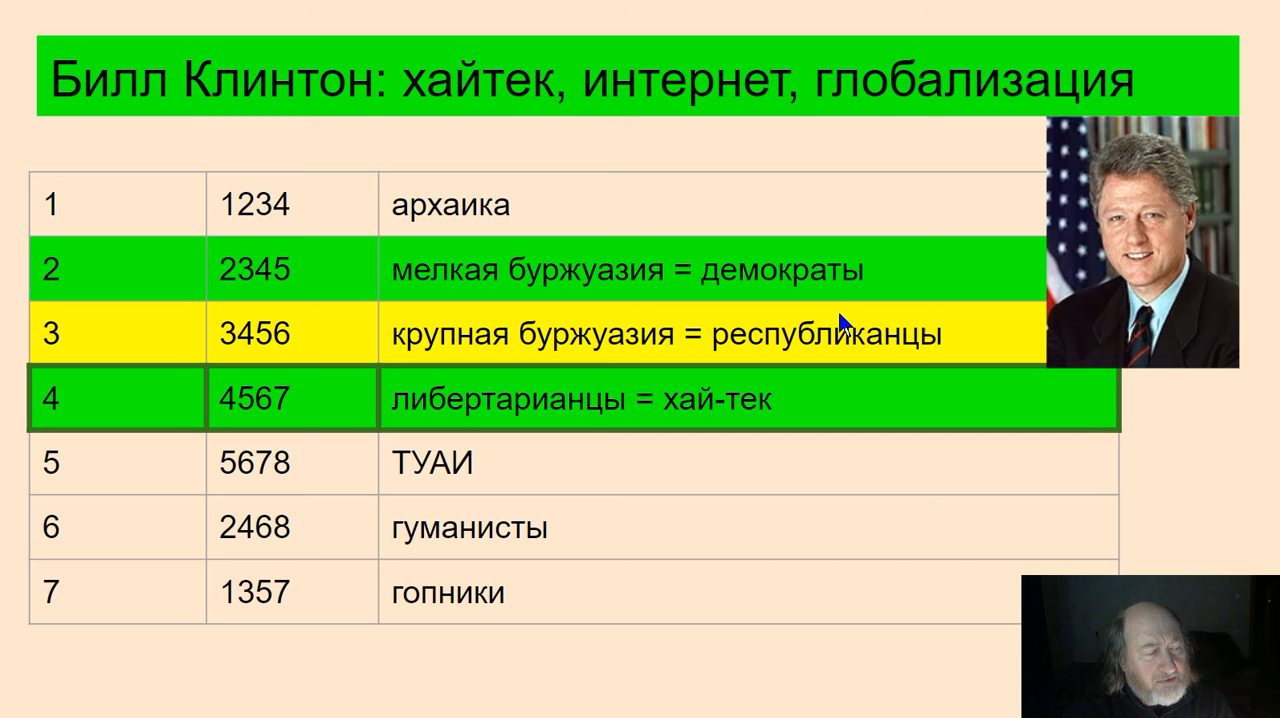 Билл Клинтон: хайтек, интернет, глобализация
1 1234 архаика
2 2345 мелкая буржуазия = демократы
3 3456 крупная буржуазия = республиканцы
4 4567 либертарианцы = хай-тек
5 5678 ТУАИ
6 2468 гуманисты
7 1357 гопники